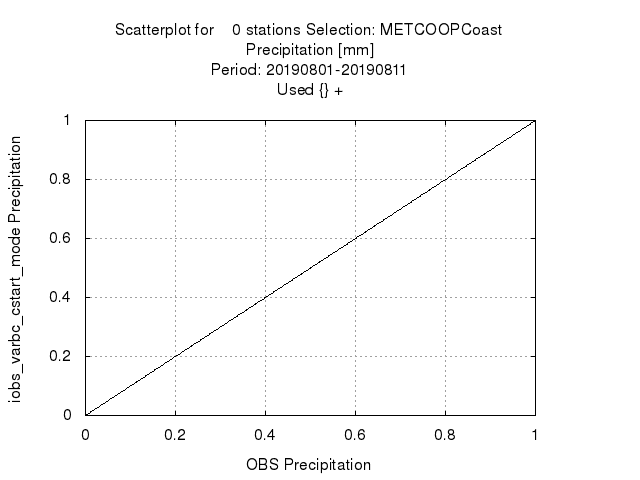 Scatterplot for    0 stations Selection: METCOOPCoast
Precipitation [mm]
Period: 20190801-20190811
Used {} +
iobs_varbc_cstart_mode Precipitation
1
0.8
0.6
0.4
0.2
0
0 0.2 0.4 0.6 0.8 1
OBS Precipitation